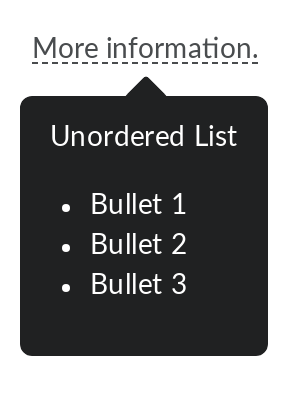 More information.
Unordered List
• Bullet 1
• Bullet 2
• Bullet 3